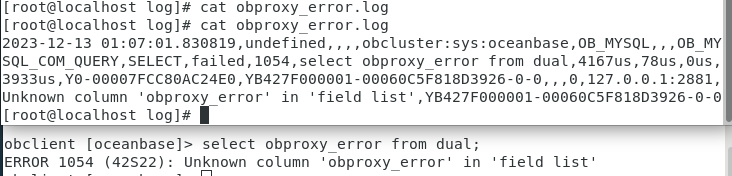 [root@localhost log]# cat obproxy_error.log
[root@localhost log]# cat obproxy_error.log
2023-12-13 01:07:01.830819,undefined,,,,obcluster:sys:oceanbase,OB_MYSQL,,,OB_MY
SQL_COM_QUERY,SELECT,failed,1054,select obproxy_error from dual,4167us,78us,0us,
3933us,Y0-00007FCC80AC24E0,YB427F000001-00060C5F818D3926-0-0,,,0,127.0.0.1:2881,
Unknown column 'obproxy_error' in 'field list',YB427F000001-00060C5F818D3926-0-0
[root@localhost log]#
obclient [oceanbase]> select obproxy_error from dual;
ERROR 1054 (42S22): Unknown column 'obproxy_error' in 'field list'